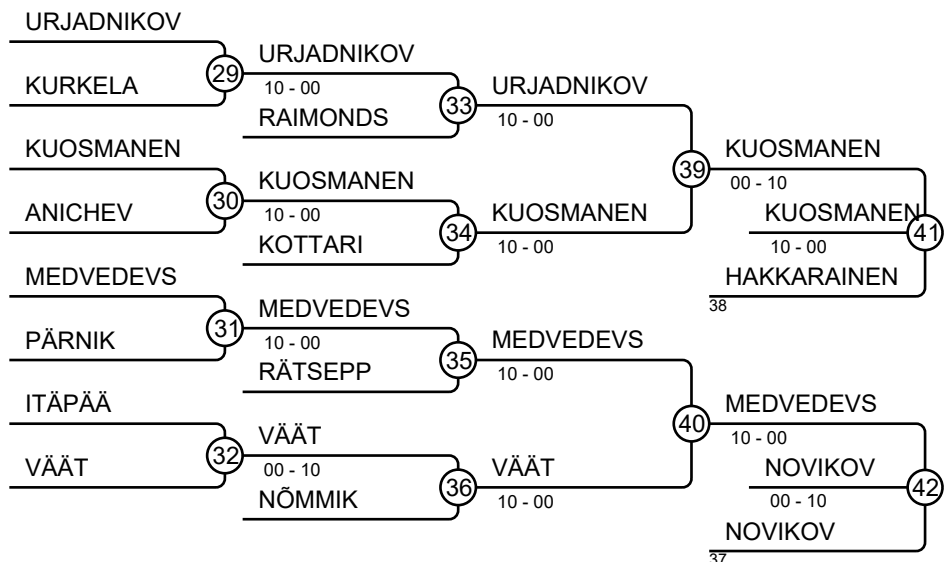 URJADNIKOV
29
KURKELA
URJADNIKOV
10 - 00
33
RAIMONDS
URJADNIKOV
10 - 00
KUOSMANEN
30
ANICHEV
KUOSMANEN
10 - 00
34
KOTTARI
KUOSMANEN
10 - 00
39
KUOSMANEN
00 - 10
KUOSMANEN
10 - 00
41
HAKKARAINEN
38
MEDVEDEVS
31
PÄRNIK
MEDVEDEVS
10 - 00
35
RÄTSEPP
MEDVEDEVS
10 - 00
ITÄPÄÄ
32
VÄÄT
VÄÄT
00 - 10
36
NÕMMIK
VÄÄT
10 - 00
40
MEDVEDEVS
10 - 00
NOVIKOV
00 - 10
42
NOVIKOV
37